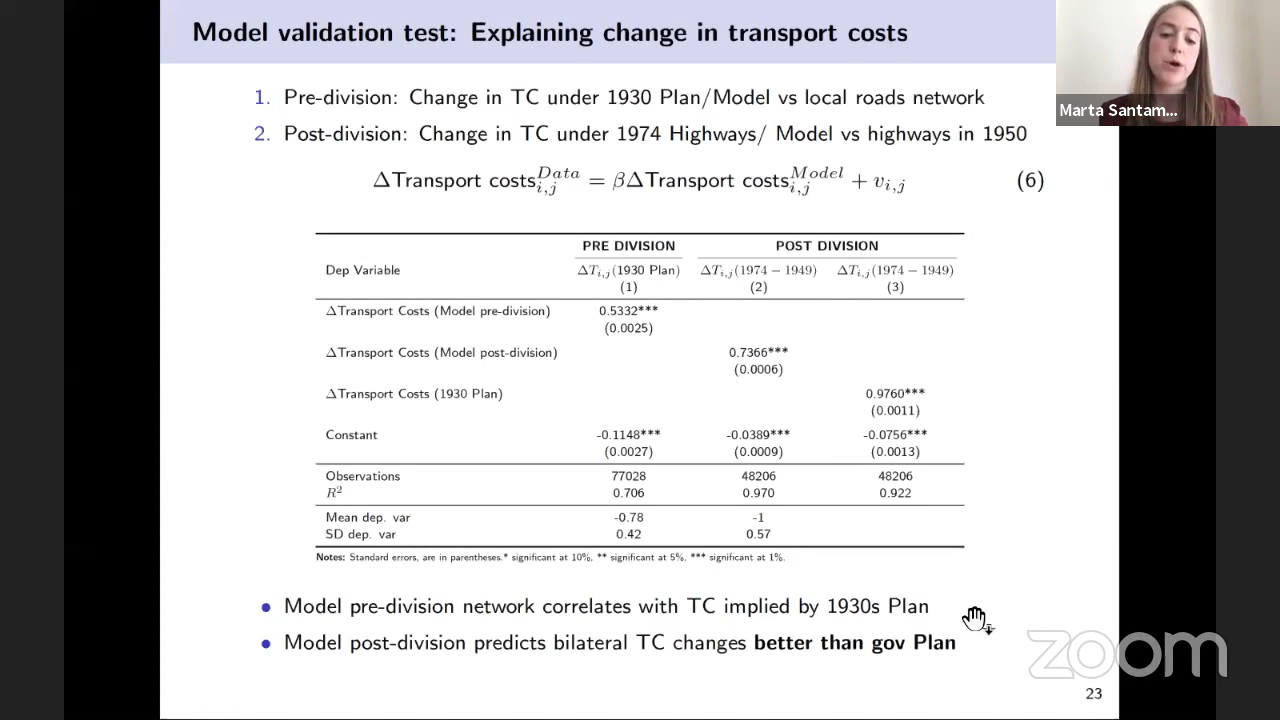 Model validation test: Explaining change in transport costs
Marta Santam...
1. Pre-division: Change in TC under 1930 Plan/Model vs local roads network
2. Post-division: Change in TC under 1974 Highways/ Model vs highways in 1950
ΔTransport costs^{Data}_{i,j} = βΔTransport costs^{Model}_{i,j} + v_{i,j} (6)
PRE DIVISION POST DIVISION
Dep Variable ΔT_{i,j}(1930 Plan) ΔT_{i,j}(1974 − 1949) ΔT_{i,j}(1974 − 1949)
(1) (2) (3)
ΔTransport Costs (Model pre-division) 0.5332***
(0.0025)
ΔTransport Costs (Model post-division) 0.7366***
(0.0006)
ΔTransport Costs (1930 Plan) 0.9760***
(0.0011)
Constant -0.1148*** -0.0389*** -0.0756***
(0.0027) (0.0009) (0.0013)
Observations 77028 48206 48206
R² 0.706 0.970 0.922
Mean dep. var -0.78 -1
SD dep. var 0.42 0.57
Notes: Standard errors, are in parentheses.* significant at 10%, ** significant at 5%, *** significant at 1%.
• Model pre-division network correlates with TC implied by 1930s Plan
• Model post-division predicts bilateral TC changes better than gov Plan
zoom
23